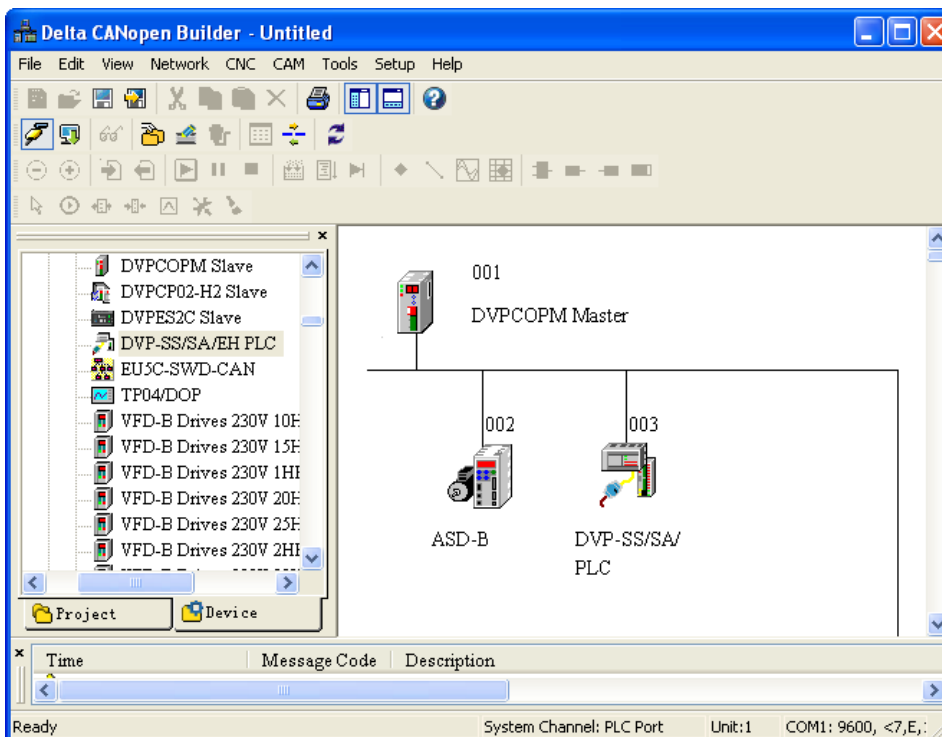 Delta CANopen Builder - Untitled
File Edit View Network CNC CAM Tools Setup Help
DVPCOPM Slave
DVPCP02-H2 Slave
DVPES2C Slave
DVP-SS/SA/EH PLC
EU5C-SWD-CAN
TP04/DOP
VFD-B Drives 230V 10H
VFD-B Drives 230V 15H
VFD-B Drives 230V 1HI
VFD-B Drives 230V 20H
VFD-B Drives 230V 25H
VFD-B Drives 230V 2HI
Project Device
001
DVPCOPM Master
002 003
ASD-B DVP-SS/SA/
PLC
Time Message Code Description
Ready System Channel: PLC Port Unit:1 COM1: 9600, <7,E,: